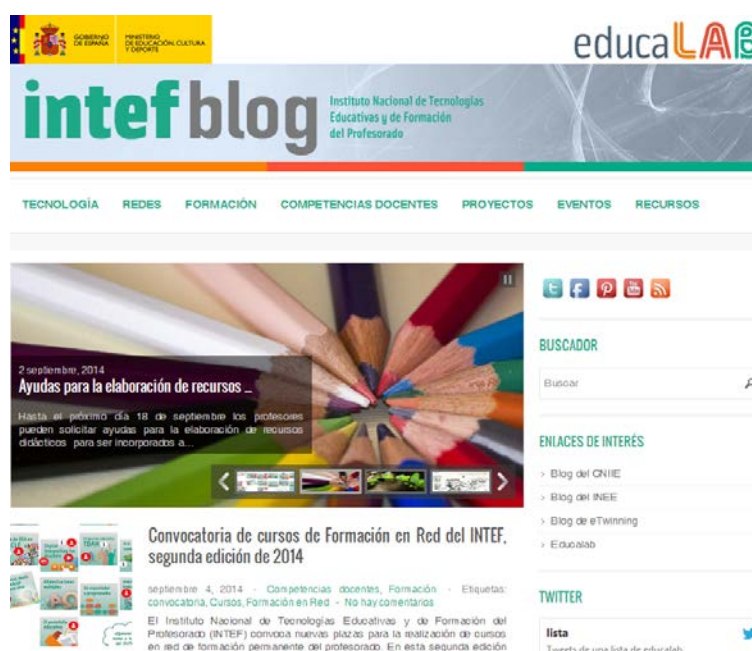 GOBIERNO
DE ESPAÑA
MINISTERIO
DE EDUCACIÓN, CULTURA
Y DEPORTE
educaLAB
intef blog
Instituto Nacional de Tecnologías
Educativas y de Formación
del Profesorado
TECNOLOGÍA REDES FORMACIÓN COMPETENCIAS DOCENTES PROYECTOS EVENTOS RECURSOS
2 septiembre, 2014
Ayudas para la elaboración de recursos ...
Hasta el próximo día 18 de septiembre los profesores
pueden solicitar ayudas para la elaboración de recursos
didácticos para ser incorporados a...
BUSCADOR
Buscar
ENLACES DE INTERÉS
Blog del CNIIE
Blog del INEE
Blog de eTwinning
Educalab
Convocatoria de cursos de Formación en Red del INTEF,
segunda edición de 2014
septiembre 4, 2014 - Competencias docentes, Formación - Etiquetas:
convocatoria, Cursos, Formación en Red - No hay comentarios
El Instituto Nacional de Tecnologías Educativas y de Formación del
Profesorado (INTEF) convoca nuevas plazas para la realización de cursos
en red de formación permanente del profesorado. En esta segunda edición
TWITTER
lista
Tweets de una lista de educalab